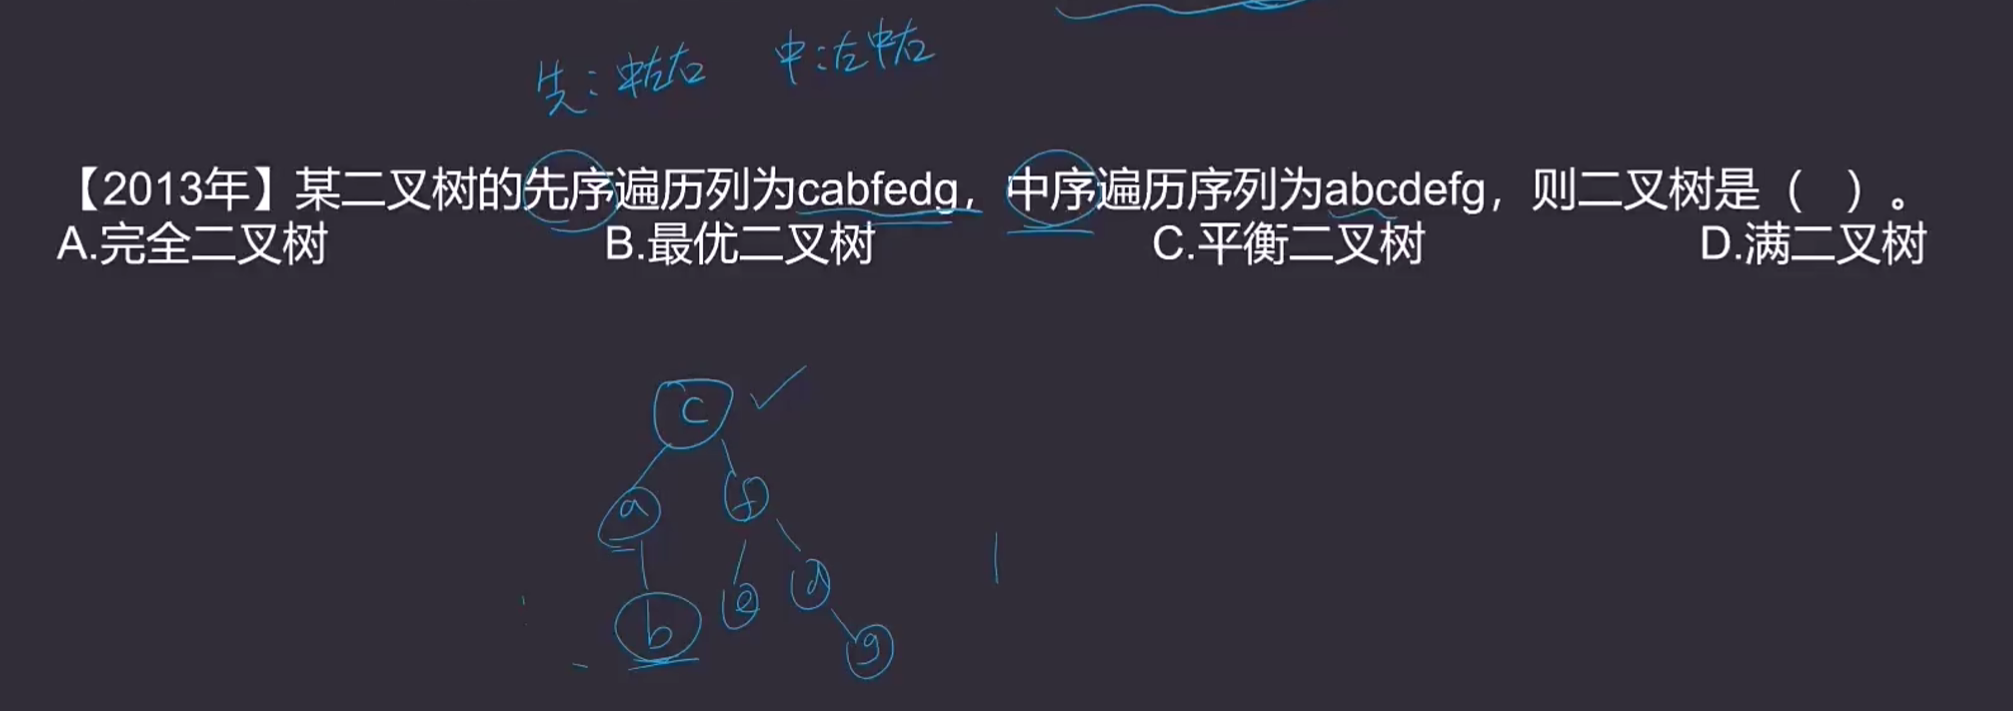 先:中左右 中:左中右
【2013年】某二叉树的先序遍历列为cabfedg，中序遍历序列为abcdefg，则二叉树是（ ）。
A.完全二叉树 B.最优二叉树 C.平衡二叉树 D.满二叉树
c
a f
b e d
g